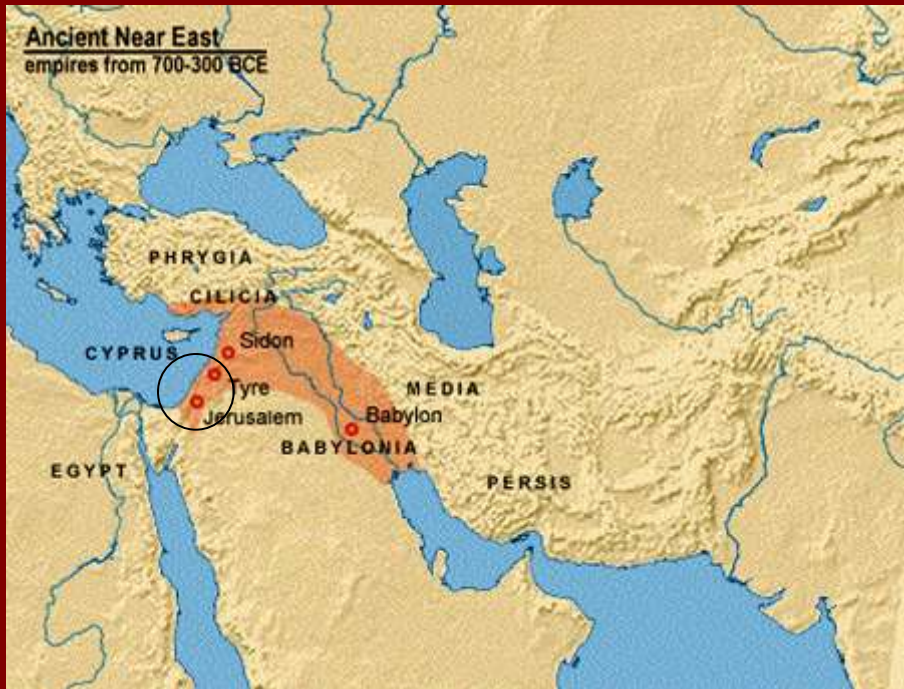 Ancient Near East
empires from 700-300 BCE
PHRYGIA
CILICIA
CYPRUS
Sidon
Tyre
MEDIA
Jerusalem
Babylon
BABYLONIA
EGYPT
PERSIS